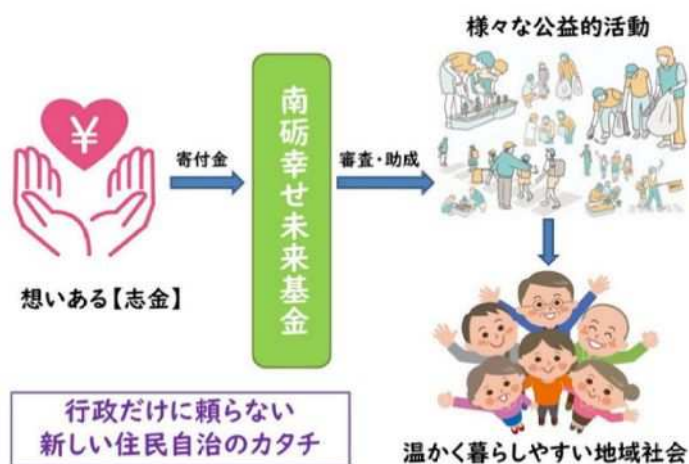 様々な公益的活動
¥
南砺幸せ未来基金
寄付金
審査・助成
想いある【志金】
行政だけに頼らない
新しい住民自治のカタチ
温かく暮らしやすい地域社会